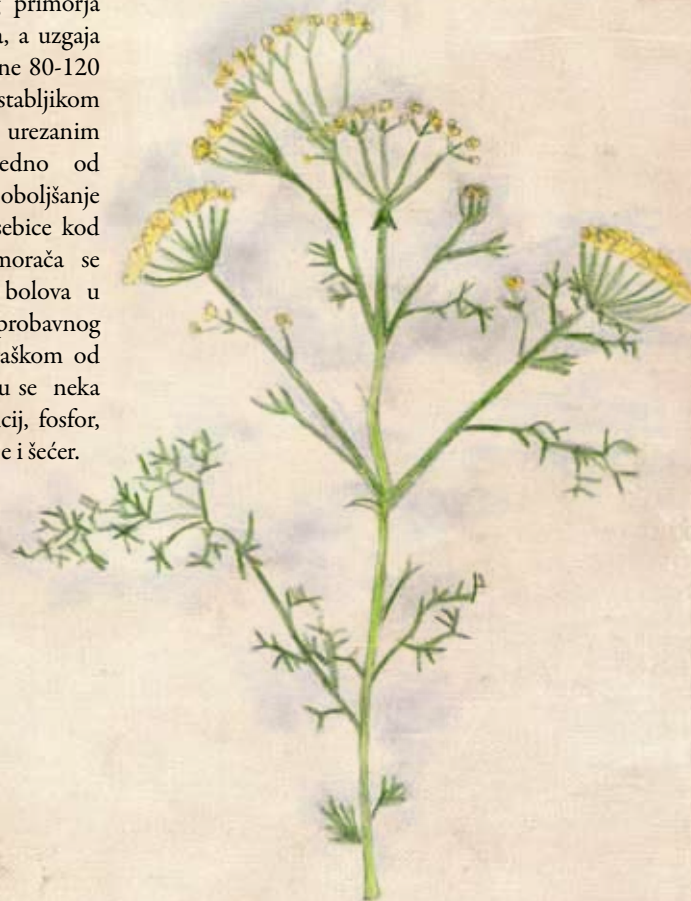 primorja
a, a uzgaja
ne 80-120
stabljikom
urezanim
edno od
oboljšanje
sebice kod
morača se
bolova u
probavnog
aškom od
u se neka
cij, fosfor,
e i šećer.